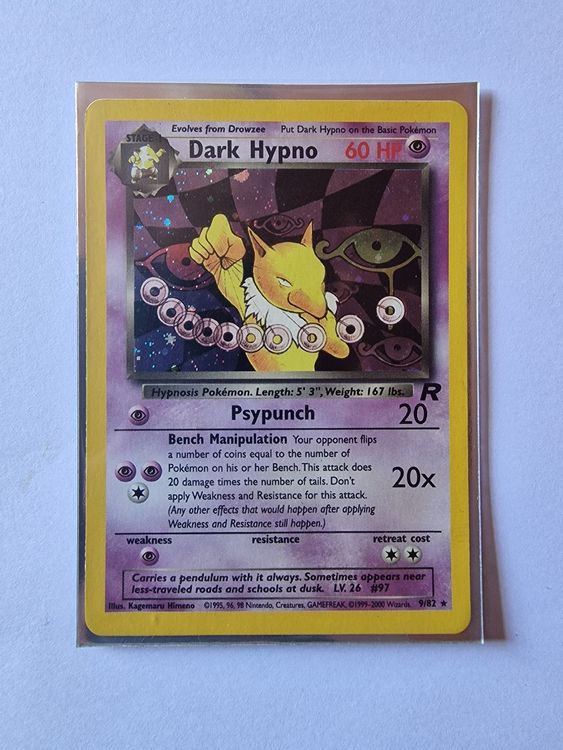 Evolves from Drowzee Put Dark Hypno on the Basic Pokémon
STAGE 1
Dark Hypno 60 HP
Hypnosis Pokémon. Length: 5' 3", Weight: 167 lbs.
R
Psypunch 20
Bench Manipulation Your opponent flips
a number of coins equal to the number of
Pokémon on his or her Bench. This attack does
20 damage times the number of tails. Don't
apply Weakness and Resistance for this attack.
(Any other effects that would happen after applying
Weakness and Resistance still happen.)
20x
weakness resistance retreat cost
Carries a pendulum with it always. Sometimes appears near
less-traveled roads and schools at dusk. LV. 26 #97
Illus. Kagemaru Himeno ©1995, 96, 98 Nintendo, Creatures, GAMEFREAK. ©1999-2000 Wizards. 9/82 ★